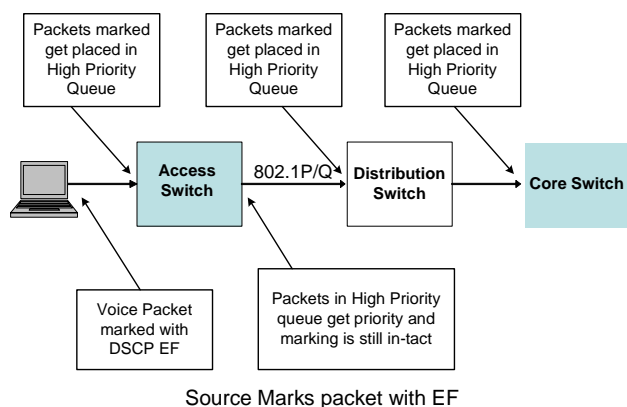 Packets marked
get placed in
High Priority
Queue
Packets marked
get placed in
High Priority
Queue
Packets marked
get placed in
High Priority
Queue
Access
Switch
802.1P/Q
Distribution
Switch
Core Switch
Voice Packet
marked with
DSCP EF
Packets in High Priority
queue get priority and
marking is still in-tact
Source Marks packet with EF